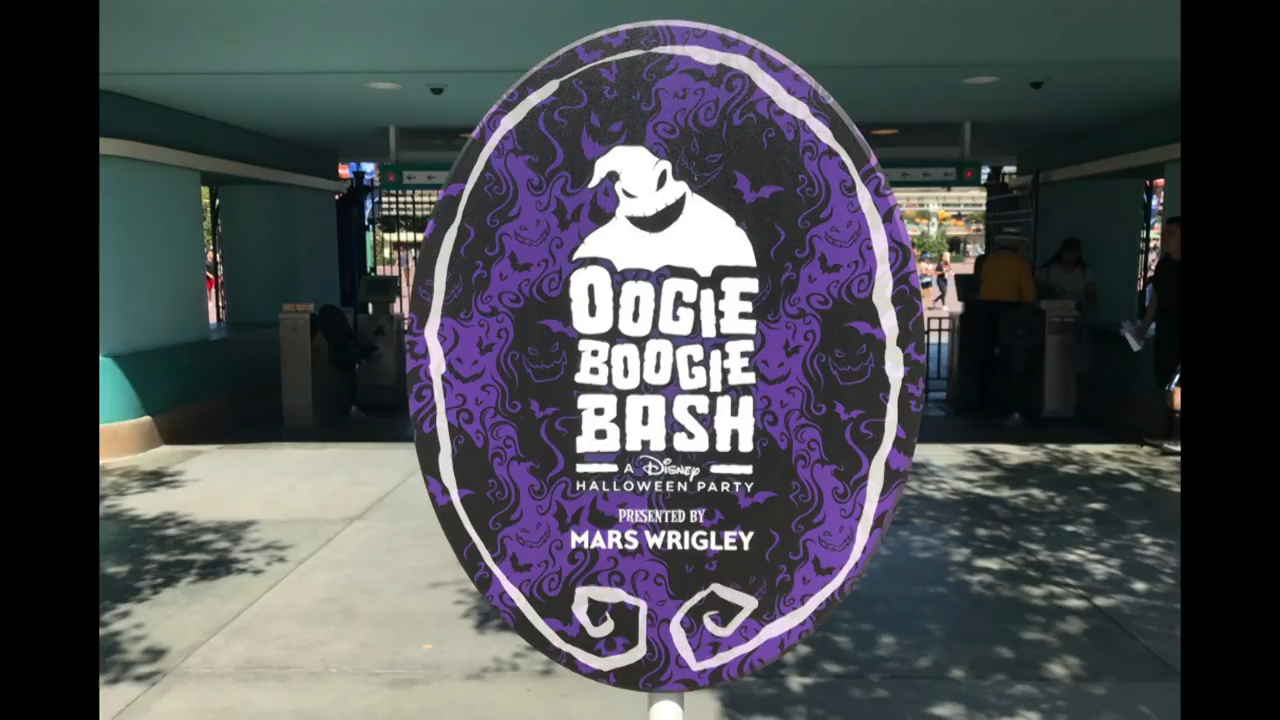 OOGIE
BOOGIE
BASH
A Disney
HALLOWEEN PARTY
PRESENTED BY
MARS WRIGLEY